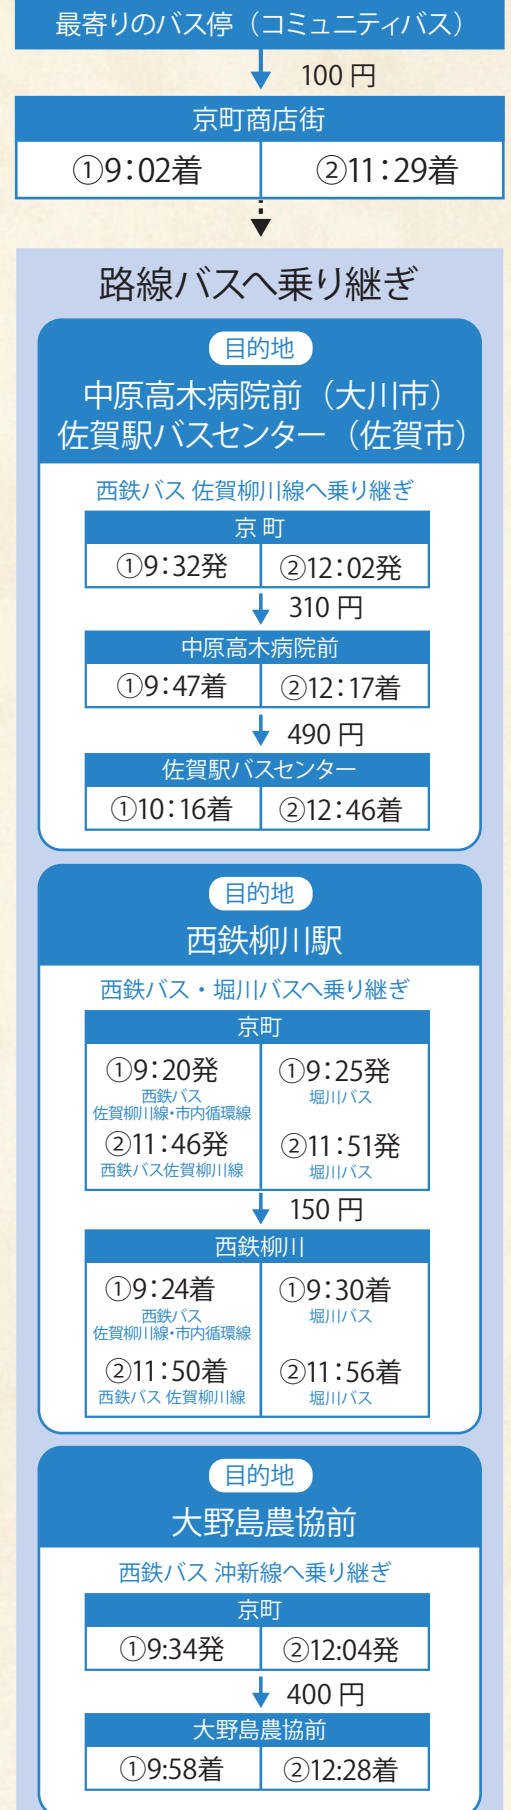 最寄りのバス停（コミュニティバス）
100 円
京町商店街
①9：02着 ②11：29着
路線バスへ乗り継ぎ
目的地
中原高木病院前（大川市）
佐賀駅バスセンター（佐賀市）
西鉄バス 佐賀柳川線へ乗り継ぎ
京 町
①9：32発 ②12：02発
310 円
中原高木病院前
①9：47着 ②12：17着
490 円
佐賀駅バスセンター
①10：16着 ②12：46着
目的地
西鉄柳川駅
西鉄バス・堀川バスへ乗り継ぎ
京町
①9：20発 ①9：25発
西鉄バス 堀川バス
佐賀柳川線・市内循環線
②11：46発 ②11：51発
西鉄バス佐賀柳川線 堀川バス
150 円
西鉄柳川
①9：24着 ①9：30着
西鉄バス 堀川バス
佐賀柳川線・市内循環線
②11：50着 ②11：56着
西鉄バス 佐賀柳川線 堀川バス
目的地
大野島農協前
西鉄バス 沖新線へ乗り継ぎ
京町
①9:34発 ②12:04発
400 円
大野島農協前
①9:58着 ②12:28着